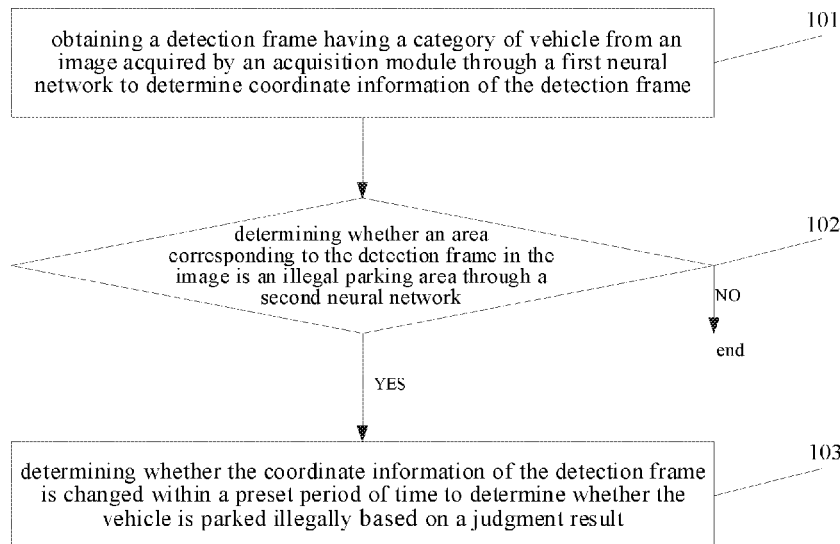 101
obtaining a detection frame having a category of vehicle from an
image acquired by an acquisition module through a first neural
network to determine coordinate information of the detection frame
102
determining whether an area
corresponding to the detection frame in the
image is an illegal parking area through a
second neural network
NO
end
YES
103
determining whether the coordinate information of the detection frame
is changed within a preset period of time to determine whether the
vehicle is parked illegally based on a judgment result